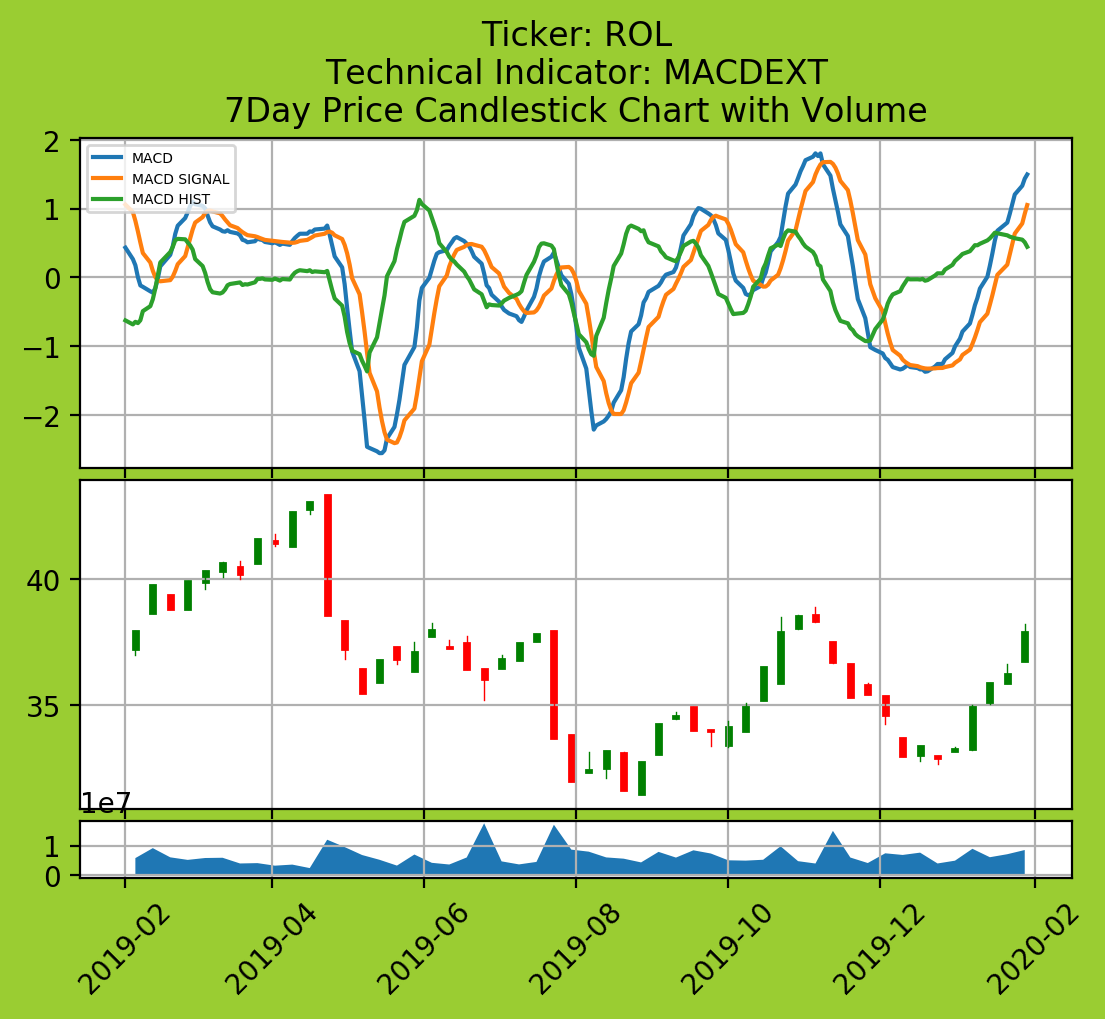 Ticker: ROL
Technical Indicator: MACDEXT
7Day Price Candlestick Chart with Volume
2
1
0
−1
−2
MACD
MACD SIGNAL
MACD HIST
40
35
1e7
1
0
2019-02
2019-04
2019-06
2019-08
2019-10
2019-12
2020-02